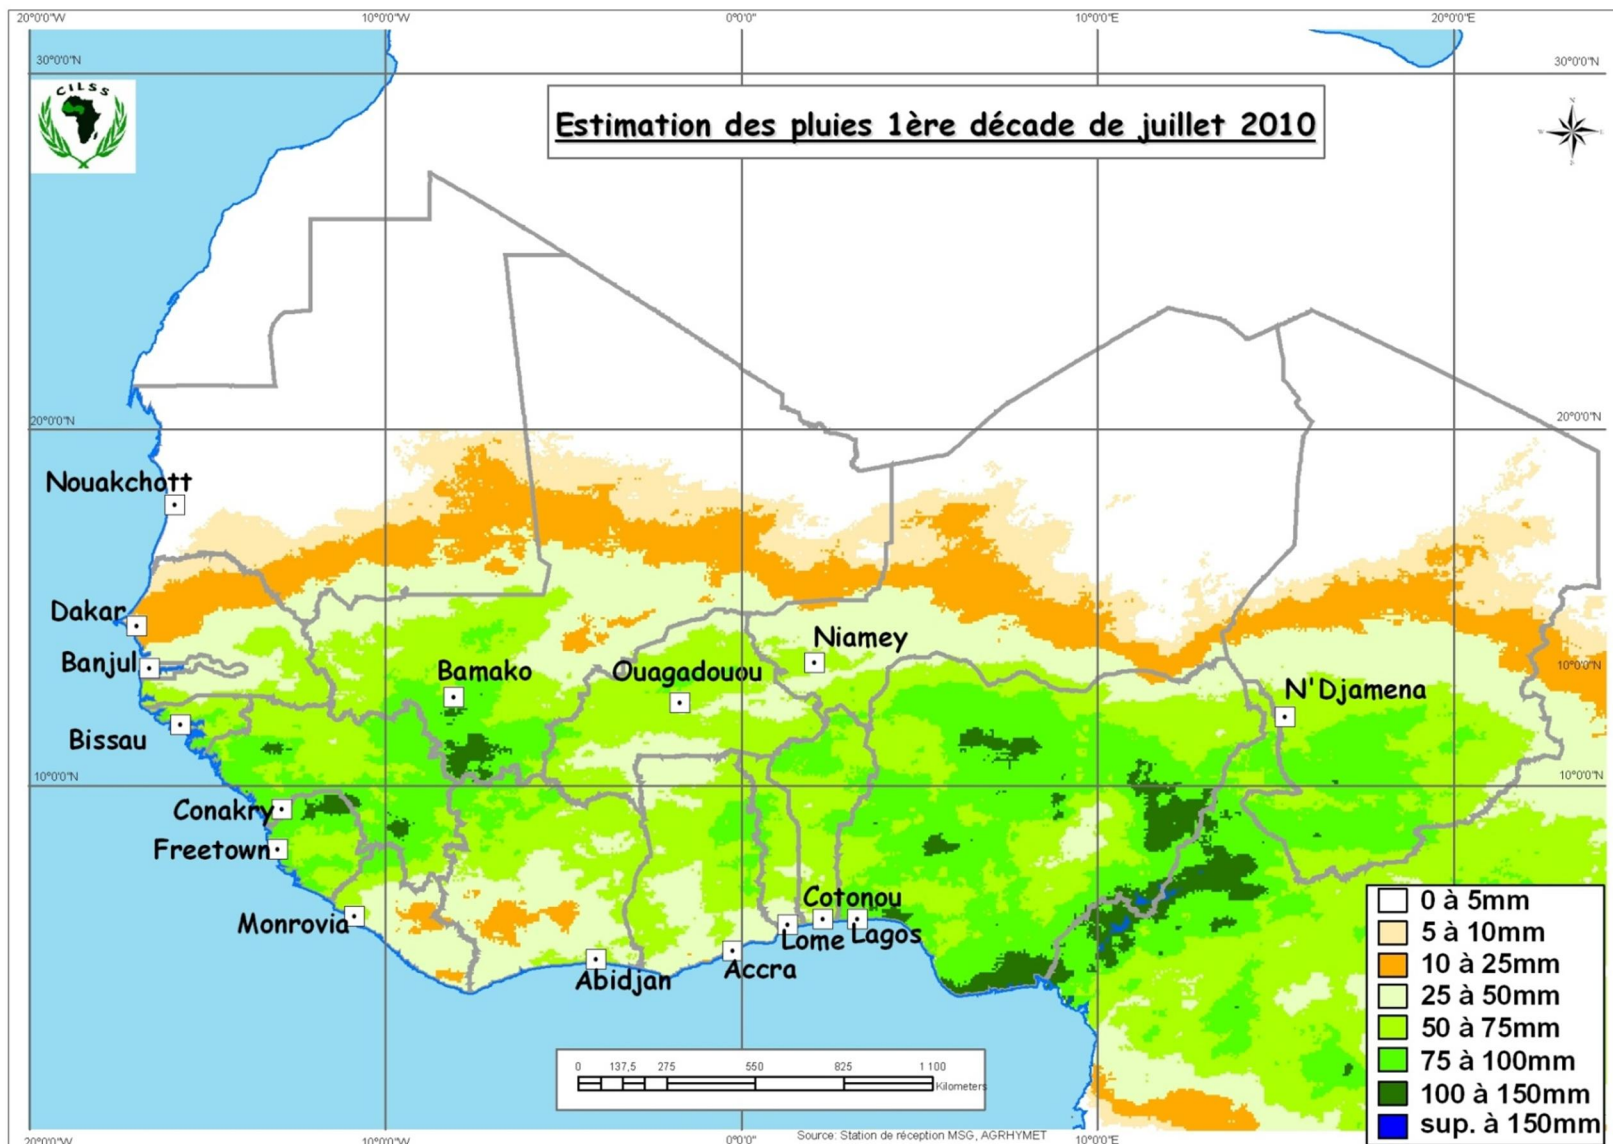 20°0'0"W 10°0'0"W 0°0'0" 10°0'0"E 20°0'0"E
30°0'0"N 30°0'0"N
CILSS
N
W E
Estimation des pluies 1ère décade de juillet 2010
20°0'0"N 20°0'0"N
Nouakchott
Dakar
Niamey
Banjul
Bamako
Ouagadouou
10°0'0"N
N'Djamena
Bissau
10°0'0"N 10°0'0"N
Conakry
Freetown
Cotonou
Monrovia
Lome
Lagos
Accra
Abidjan
0 à 5mm
5 à 10mm
10 à 25mm
25 à 50mm
50 à 75mm
75 à 100mm
100 à 150mm
sup. à 150mm
0 137,5 275 550 825 1 100
Kilometers
Source: Station de réception MSG, AGRHYMET
20°0'0"W 10°0'0"W 0°0'0" 10°0'0"E